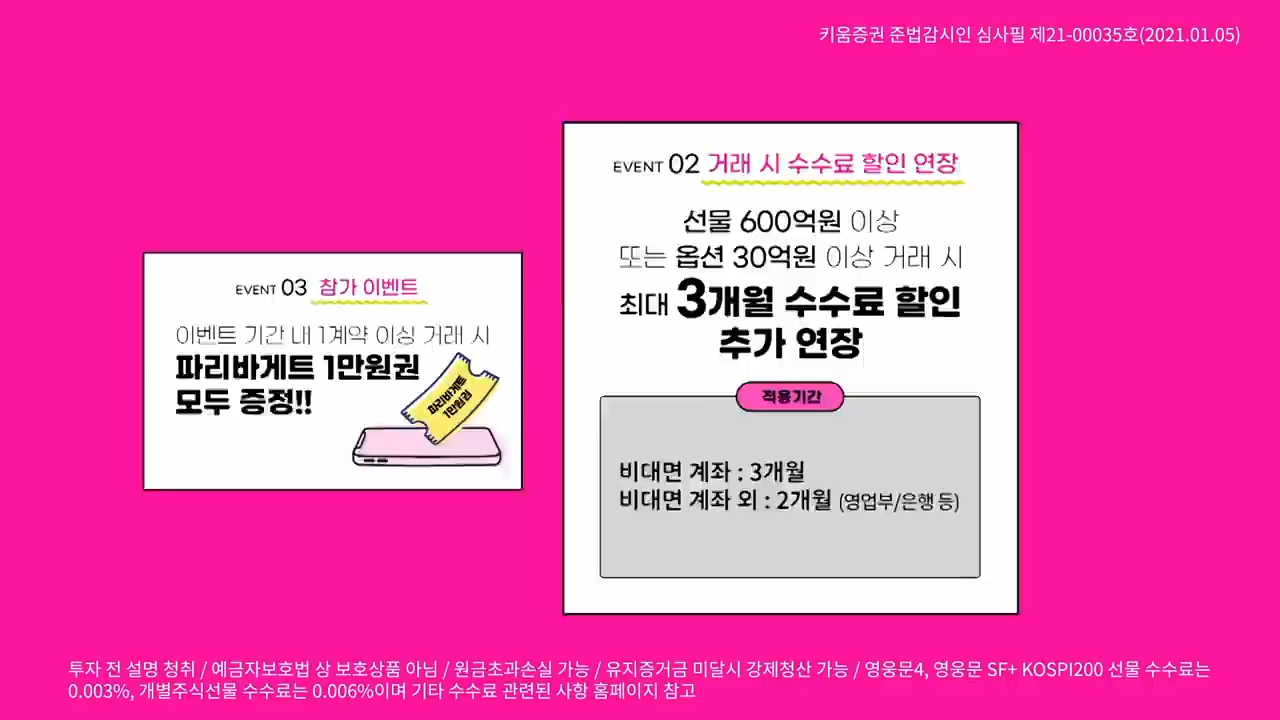 키움증권 준법감시인 심사필 제21-00035호(2021.01.05)
EVENT 03 참가 이벤트
이벤트 기간 내 1계약 이상 거래 시
파리바게트 1만원권
모두 증정!!
파리바게트
1만원권
EVENT 02 거래 시 수수료 할인 연장
선물 600억원 이상
또는 옵션 30억원 이상 거래 시
최대 3개월 수수료 할인
추가 연장
적용기간
비대면 계좌 : 3개월
비대면 계좌 외 : 2개월 (영업부/은행 등)
투자 전 설명 청취 / 예금자보호법 상 보호상품 아님 / 원금초과손실 가능 / 유지증거금 미달시 강제청산 가능 / 영웅문4, 영웅문 SF+ KOSPI200 선물 수수료는
0.003%, 개별주식선물 수수료는 0.006%이며 기타 수수료 관련된 사항 홈페이지 참고